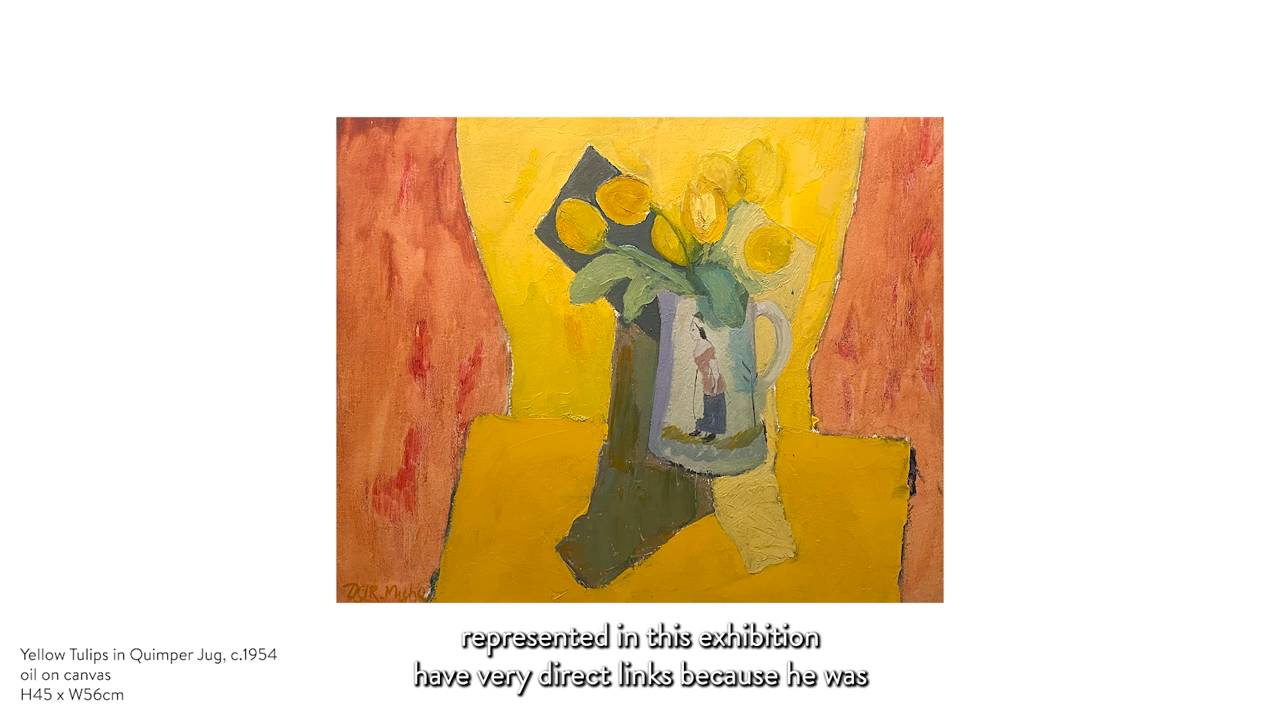 Yellow Tulips in Quimper Jug, c.1954
oil on canvas
H45 x W56cm
represented in this exhibition
have very direct links because he was